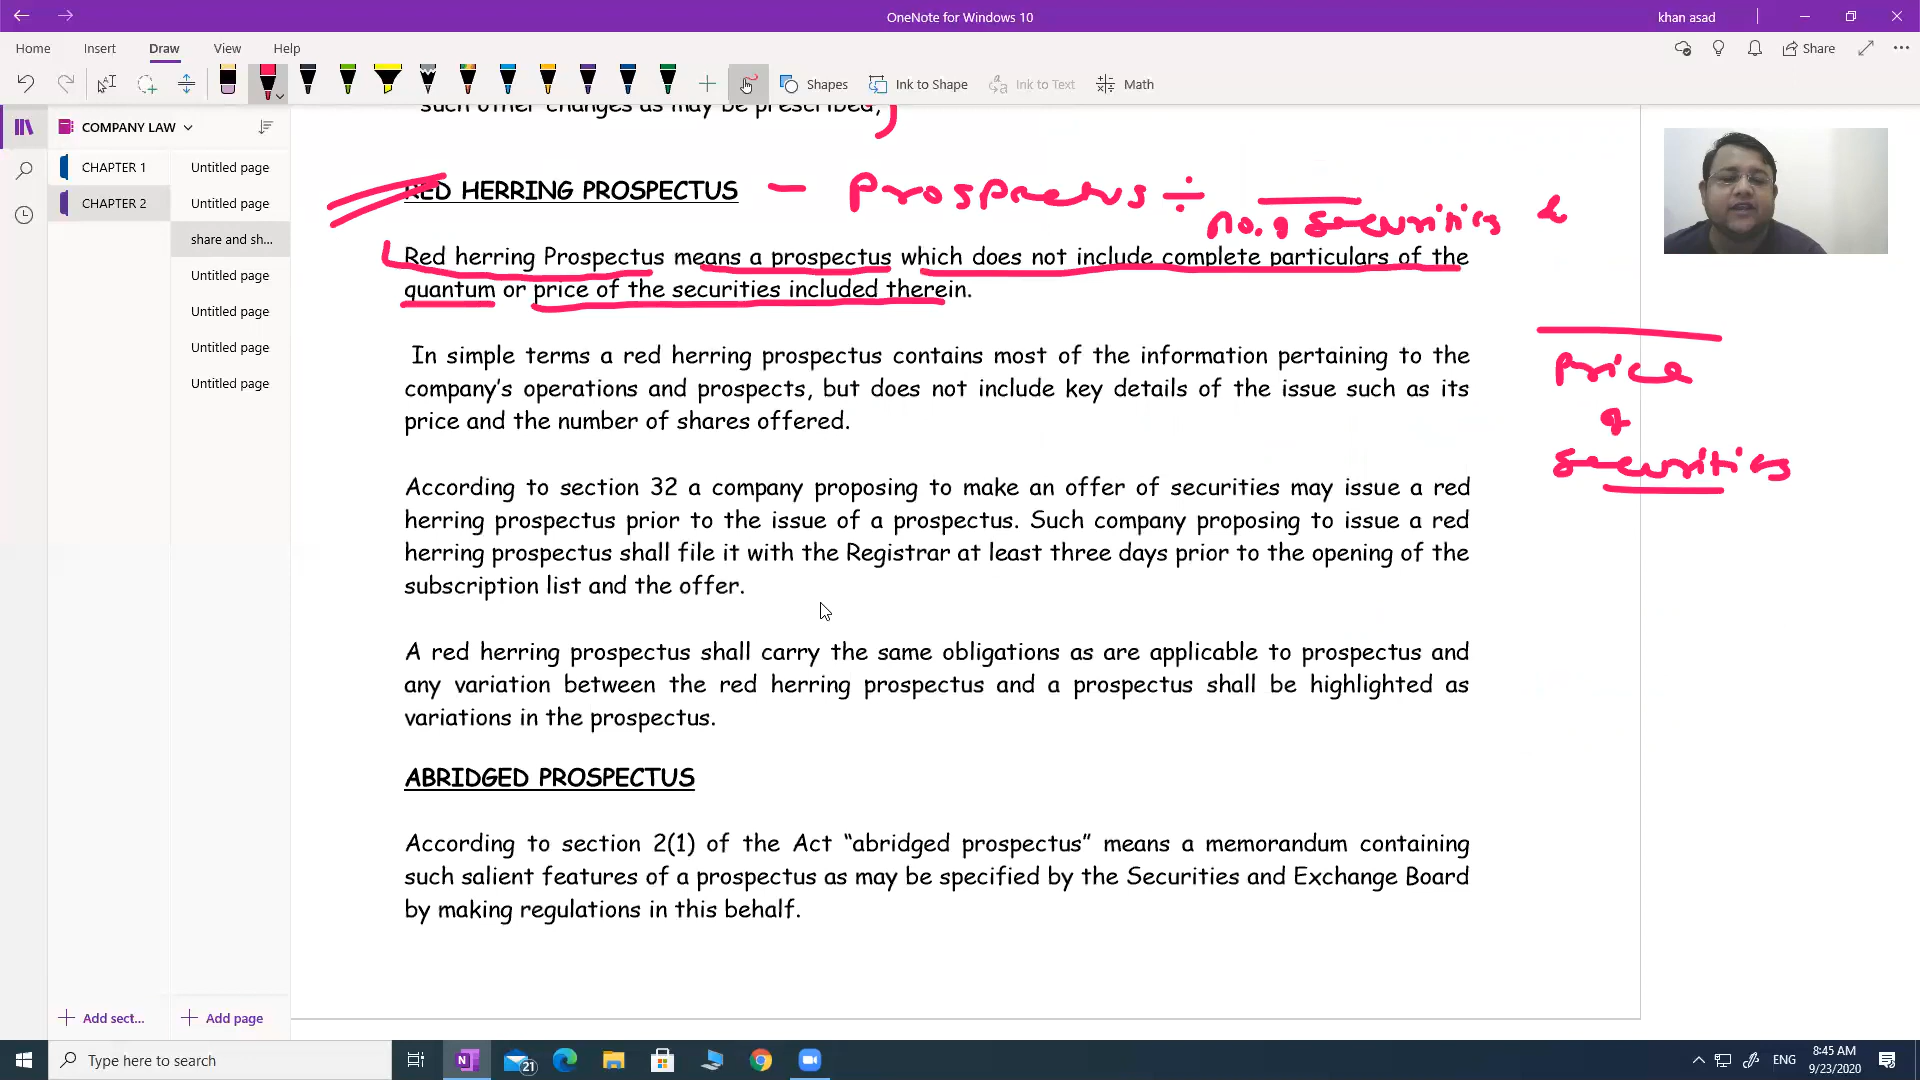 OneNote for Windows 10
khan asad
Home Insert Draw View Help
Share
Shapes Ink to Shape Ink to Text Math
COMPANY LAW
CHAPTER 1
CHAPTER 2
Untitled page
Untitled page
share and sh...
Untitled page
Untitled page
Untitled page
Untitled page
Add sect... Add page
such other changes as may be prescribed;
RED HERRING PROSPECTUS - Prospectus ÷
no. of securities &
Red herring Prospectus means a prospectus which does not include complete particulars of the
quantum or price of the securities included therein.
Price
of
securities
In simple terms a red herring prospectus contains most of the information pertaining to the
company's operations and prospects, but does not include key details of the issue such as its
price and the number of shares offered.
According to section 32 a company proposing to make an offer of securities may issue a red
herring prospectus prior to the issue of a prospectus. Such company proposing to issue a red
herring prospectus shall file it with the Registrar at least three days prior to the opening of the
subscription list and the offer.
A red herring prospectus shall carry the same obligations as are applicable to prospectus and
any variation between the red herring prospectus and a prospectus shall be highlighted as
variations in the prospectus.
ABRIDGED PROSPECTUS
According to section 2(1) of the Act “abridged prospectus” means a memorandum containing
such salient features of a prospectus as may be specified by the Securities and Exchange Board
by making regulations in this behalf.
Type here to search
21
ENG
8:45 AM
9/23/2020